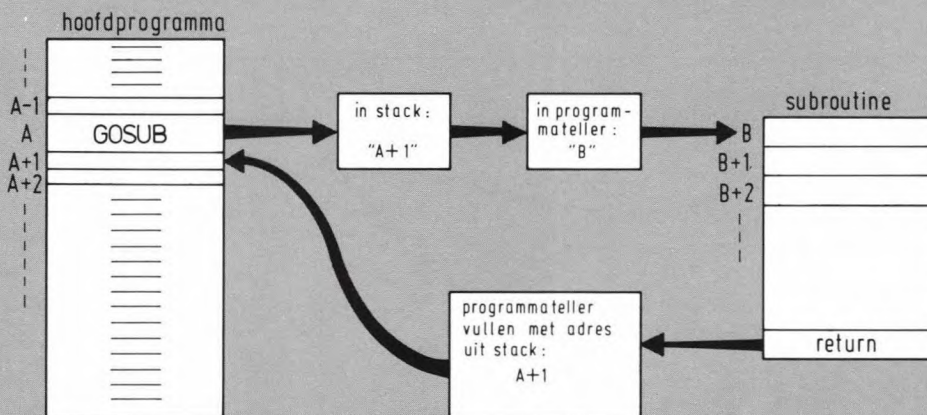 hoofdprogramma
A-1
A
A+1
A+2
GOSUB
in stack:
"A+1"
in program-
mateller:
"B"
subroutine
B
B+1
B+2
return
programmateller
vullen met adres
uit stack:
A+1